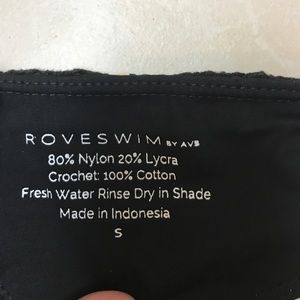 ROVESWIM BY AVB
80% Nylon 20% Lycra
Crochet: 100% Cotton
Fresh Water Rinse Dry in Shade
Made in Indonesia
S